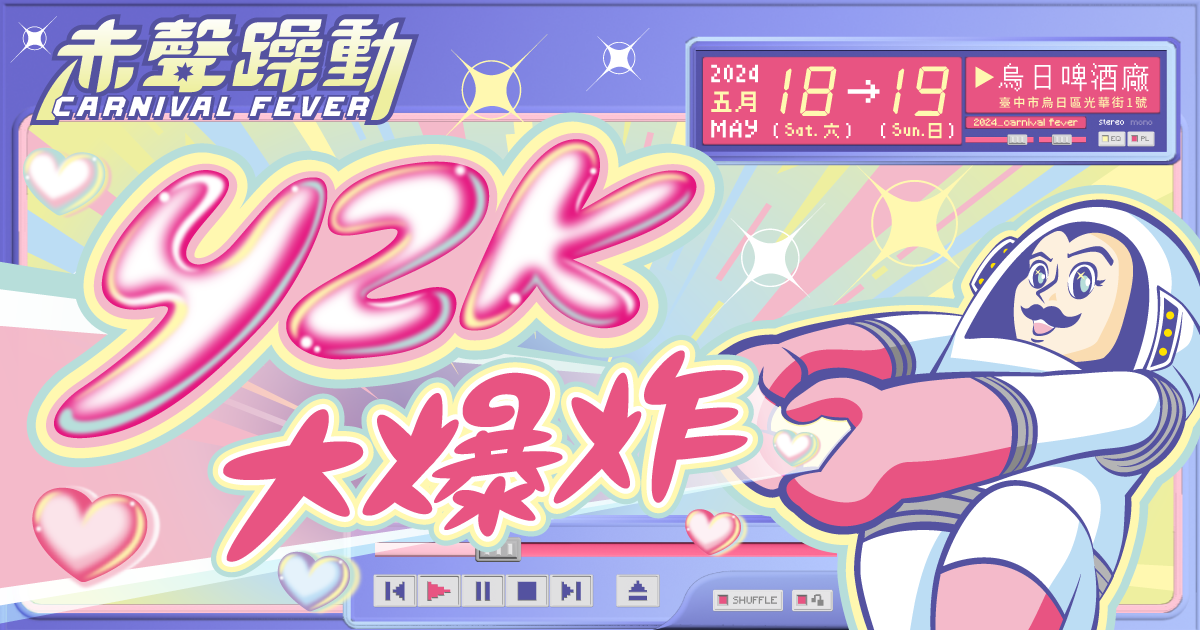 赤聲躁動
CARNIVAL FEVER
2024
五月
MAY
18→19
(Sat.六) (Sun.日)
烏日啤酒廠
臺中市烏日區光華街1號
2024_carnival fever
stereo mono
EQ PL
Y2K
大爆炸
SHUFFLE